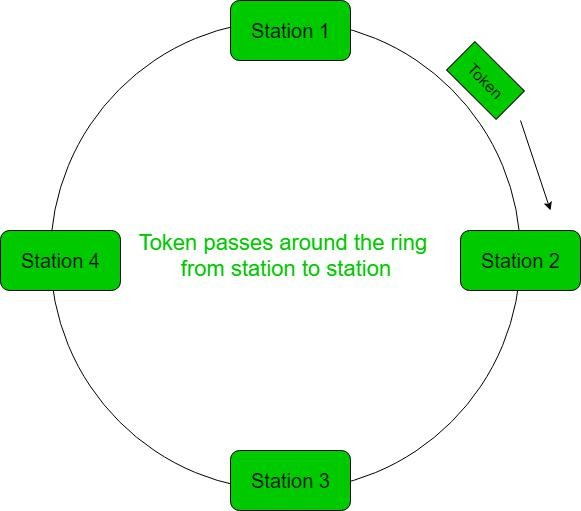 Station 1
Token
Station 4
Token passes around the ring
from station to station
Station 2
Station 3